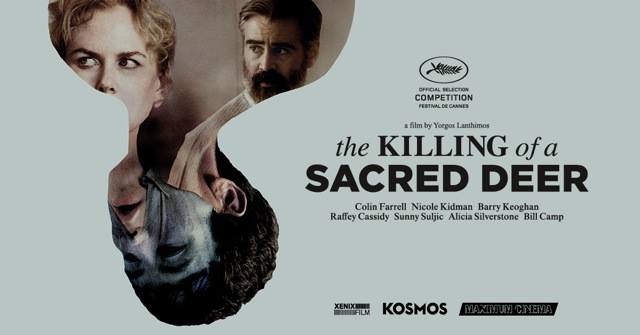 OFFICIAL SELECTION
COMPETITION
FESTIVAL DE CANNES
a film by Yorgos Lanthimos
the KILLING of a
SACRED DEER
Colin Farrell Nicole Kidman Barry Keoghan
Raffey Cassidy Sunny Suljic Alicia Silverstone Bill Camp
XENIX FILM KOSMOS MAXIMUM CINEMA